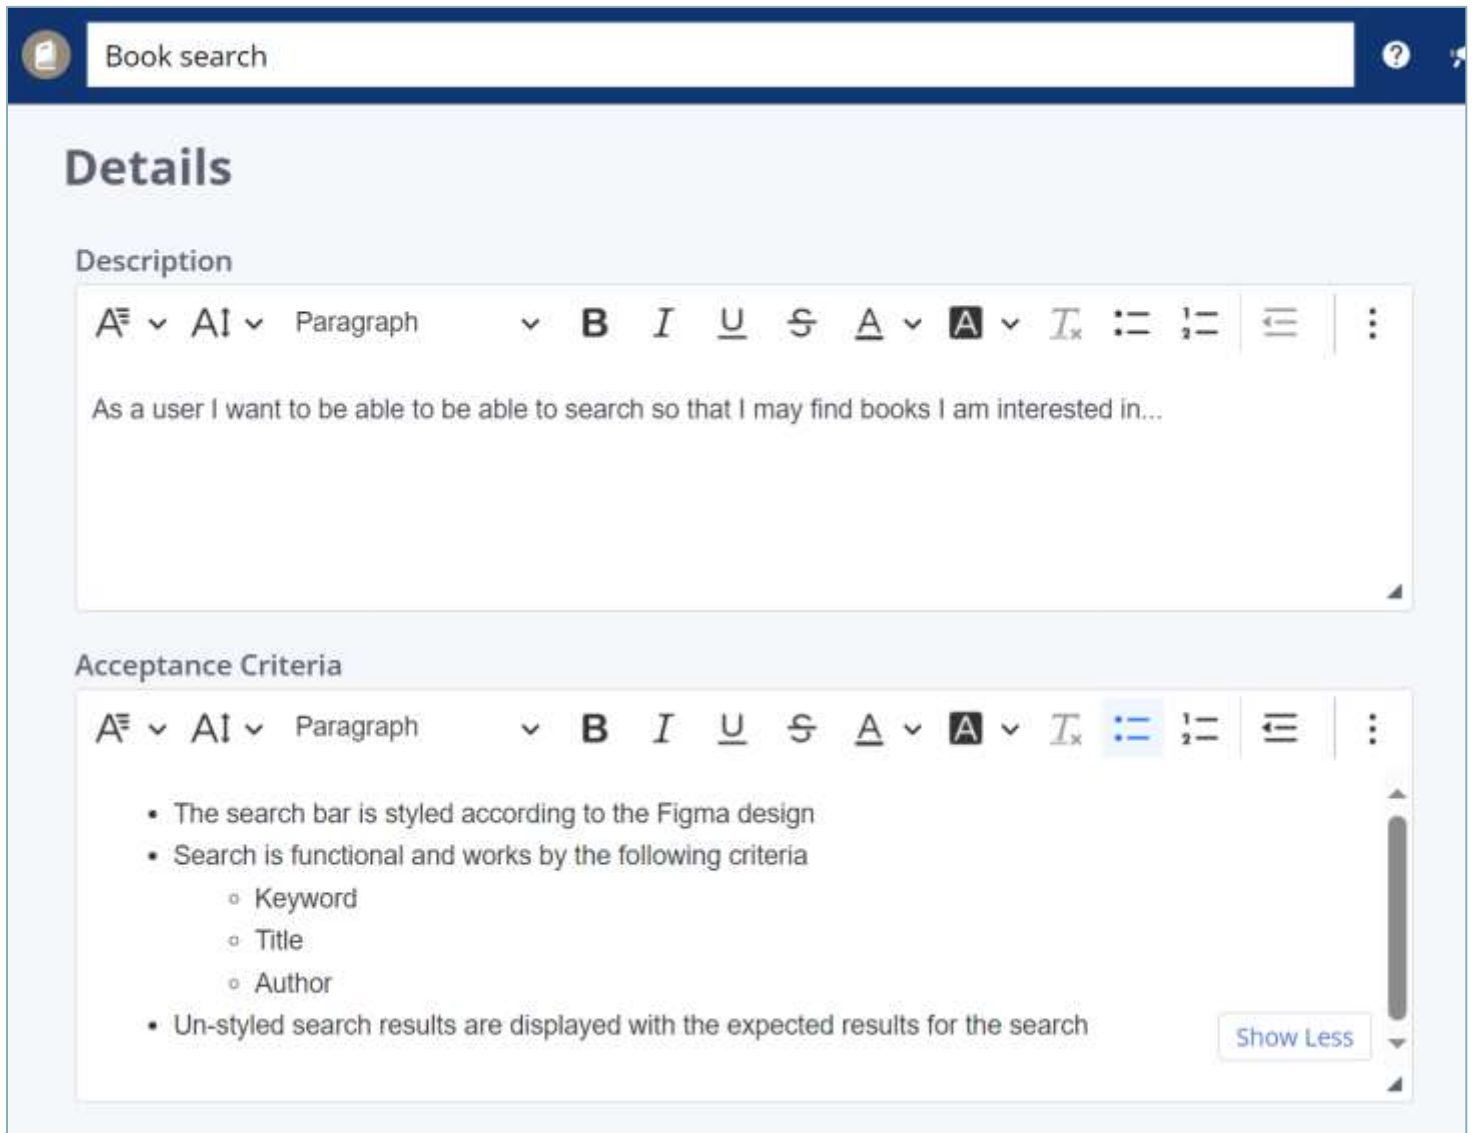 Book search
Details
Description
Paragraph
As a user I want to be able to be able to search so that I may find books I am interested in...
Acceptance Criteria
Paragraph
The search bar is styled according to the Figma design
Search is functional and works by the following criteria
Keyword
Title
Author
Un-styled search results are displayed with the expected results for the search
Show Less